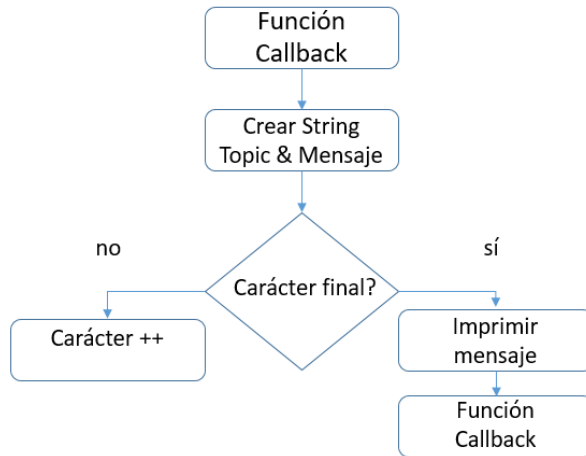 Función
Callback
Crear String
Topic & Mensaje
no
sí
Carácter final?
Carácter ++
Imprimir
mensaje
Función
Callback